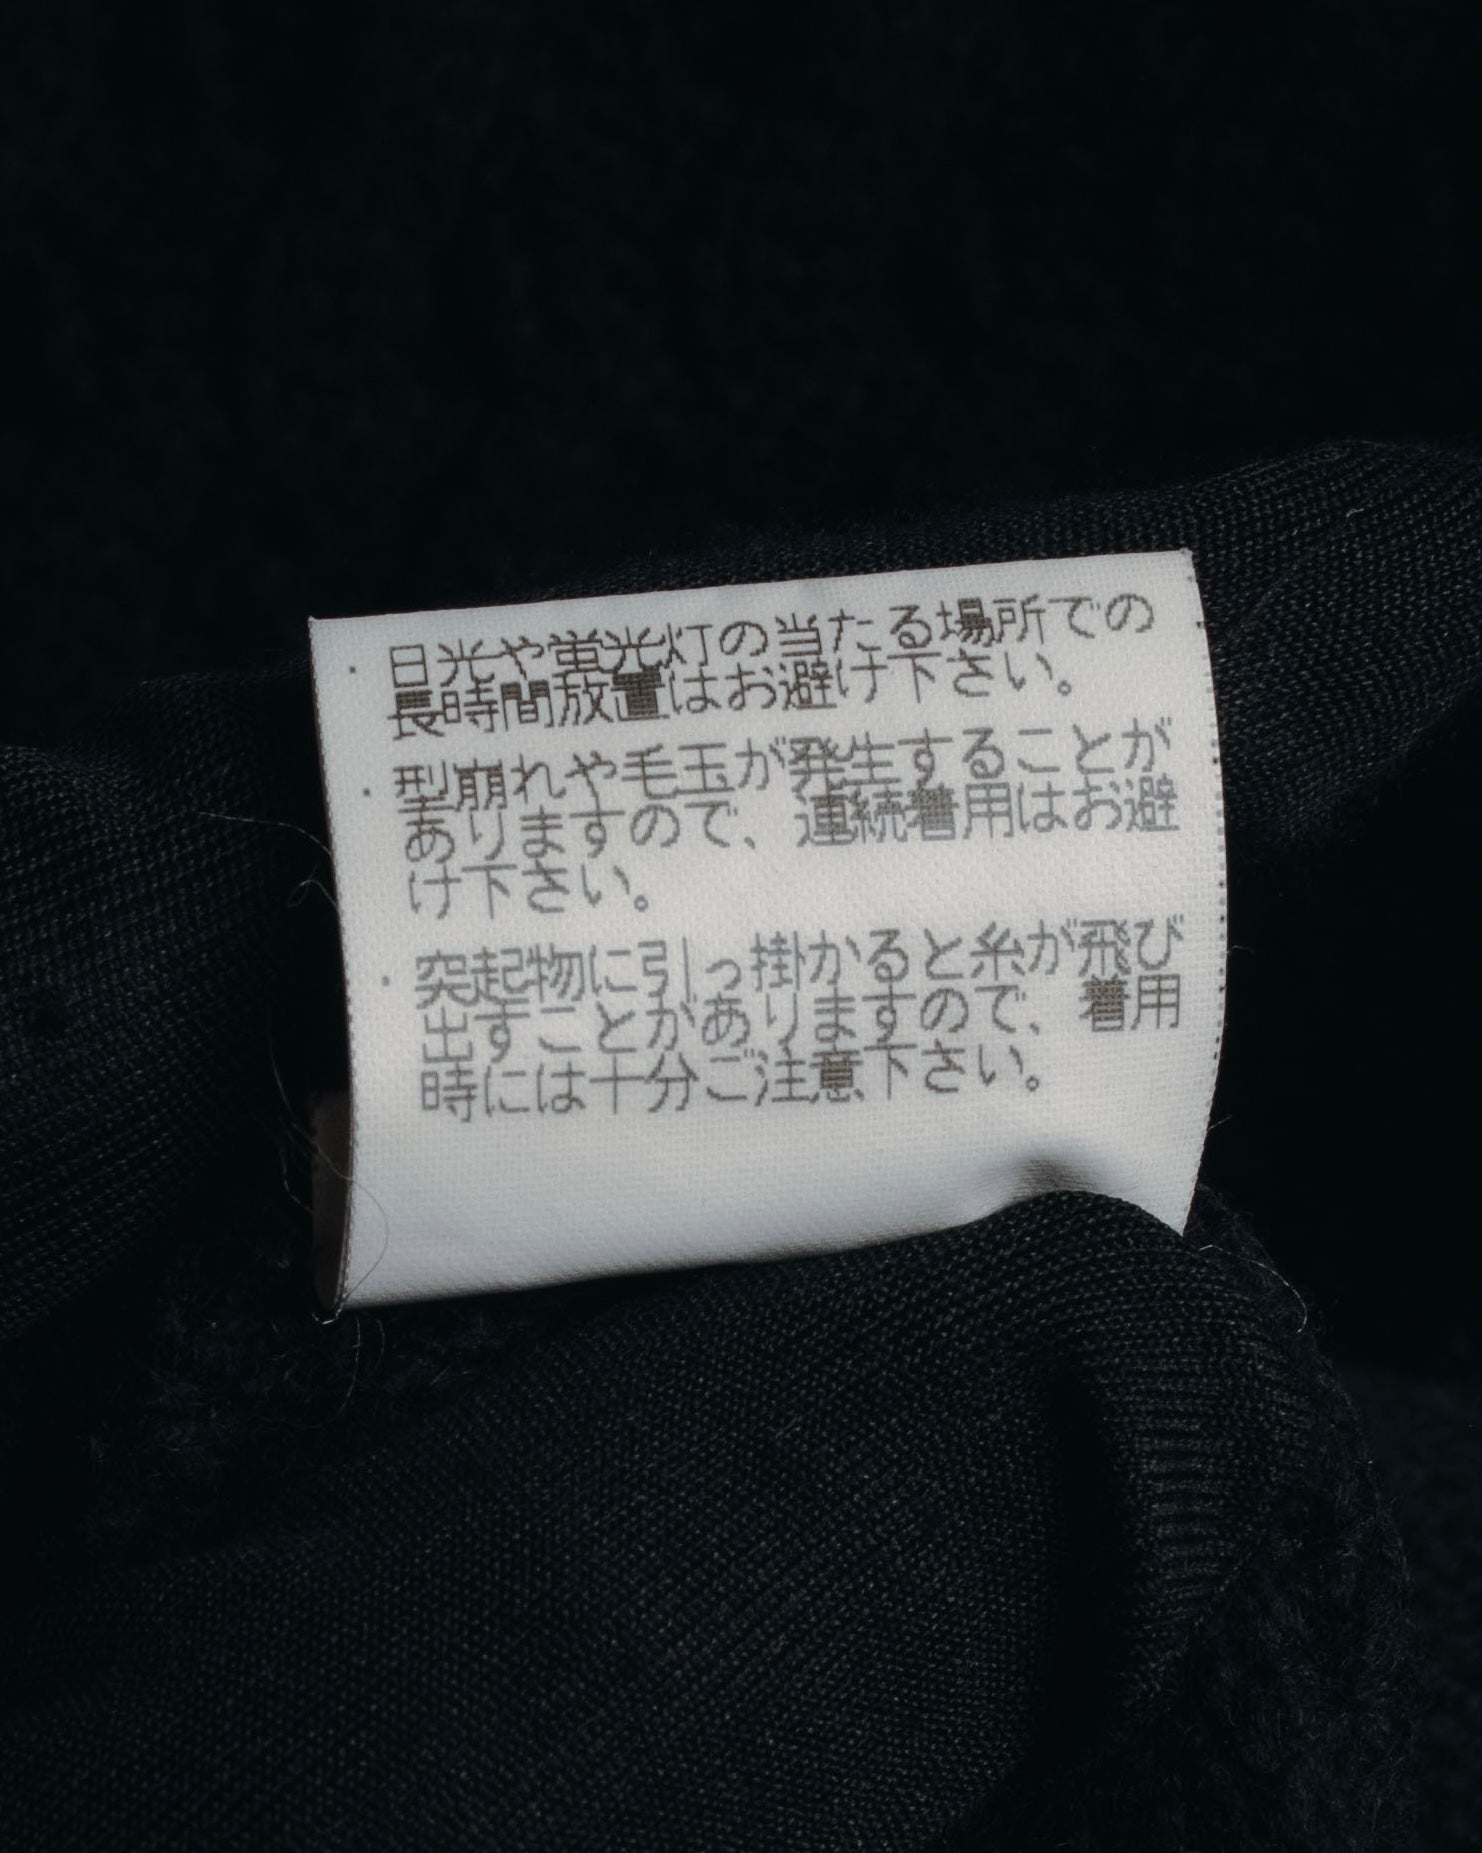 ・日光や蛍光灯の当たる場所での
長時間放置はお避け下さい。
・型崩れや毛玉が発生することが
ありますので、連続着用はお避
け下さい。
・突起物に引っ掛かると糸が飛び
出すことがありますので、着用
時には十分ご注意下さい。